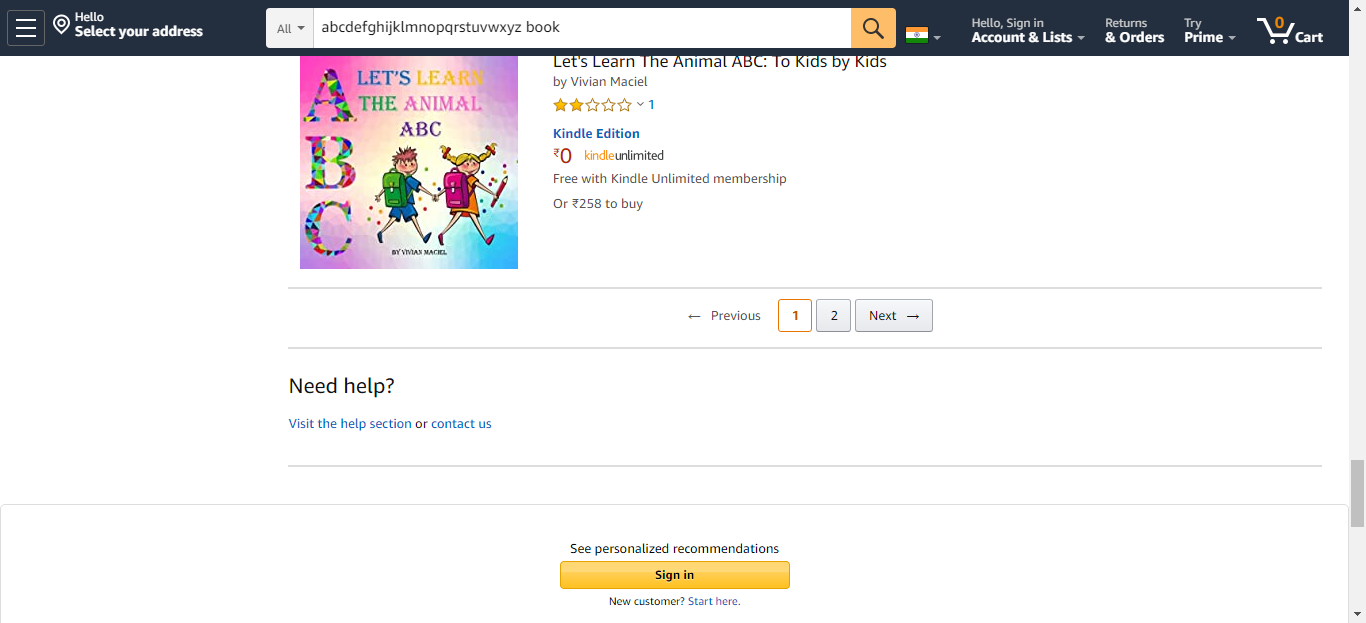 Hello
Select your address
All
abcdefghijklmnopqrstuvwxyz book
Hello, Sign in
Account & Lists
Returns
& Orders
Try
Prime
0
Cart
LET'S LEARN
THE ANIMAL
ABC
A
B
C
BY VIVIAN MACIEL
Let's Learn The Animal ABC: To Kids by Kids
by Vivian Maciel
1
Kindle Edition
₹0 kindleunlimited
Free with Kindle Unlimited membership
Or ₹258 to buy
← Previous 1 2 Next →
Need help?
Visit the help section or contact us
See personalized recommendations
Sign in
New customer? Start here.